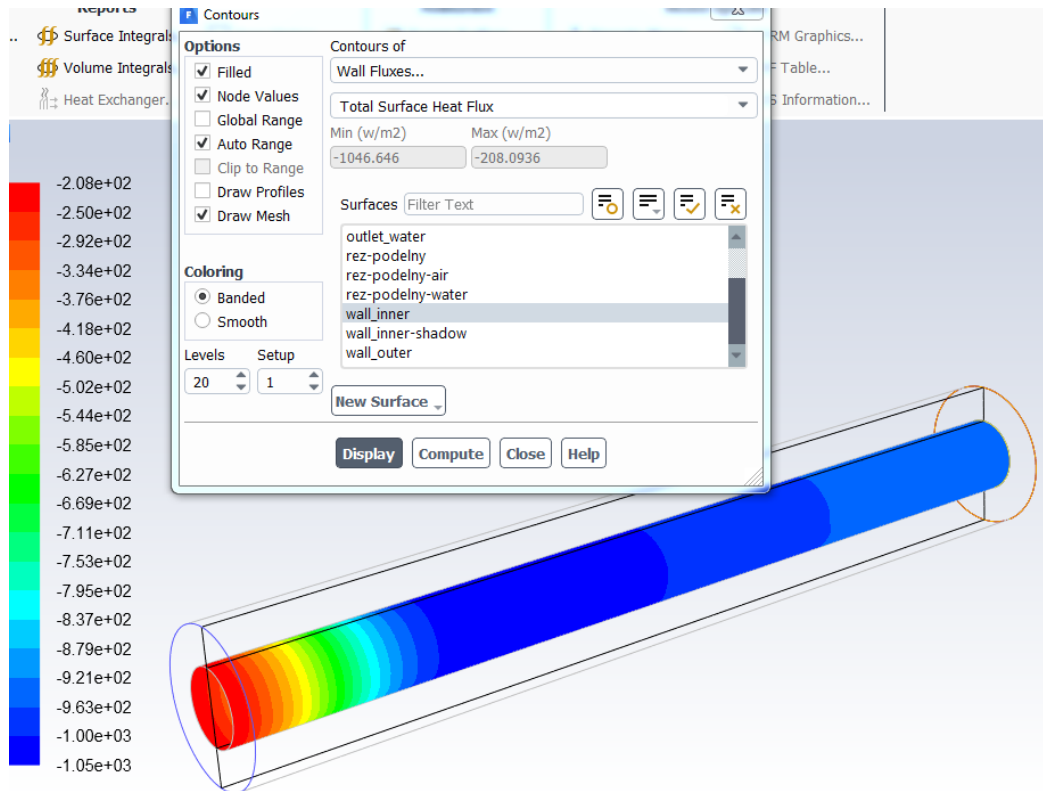 Reports
Surface Integrals
Volume Integrals
Heat Exchanger.
RM Graphics...
Table...
Information...
F Contours
Options
Filled
Node Values
Global Range
Auto Range
Clip to Range
Draw Profiles
Draw Mesh
Coloring
Banded
Smooth
Levels Setup
20 1
Contours of
Wall Fluxes...
Total Surface Heat Flux
Min (w/m2) Max (w/m2)
-1046.646 -208.0936
Surfaces Filter Text
outlet_water
rez-podelny
rez-podelny-air
rez-podelny-water
wall_inner
wall_inner-shadow
wall_outer
New Surface
Display Compute Close Help
-2.08e+02
-2.50e+02
-2.92e+02
-3.34e+02
-3.76e+02
-4.18e+02
-4.60e+02
-5.02e+02
-5.44e+02
-5.85e+02
-6.27e+02
-6.69e+02
-7.11e+02
-7.53e+02
-7.95e+02
-8.37e+02
-8.79e+02
-9.21e+02
-9.63e+02
-1.00e+03
-1.05e+03